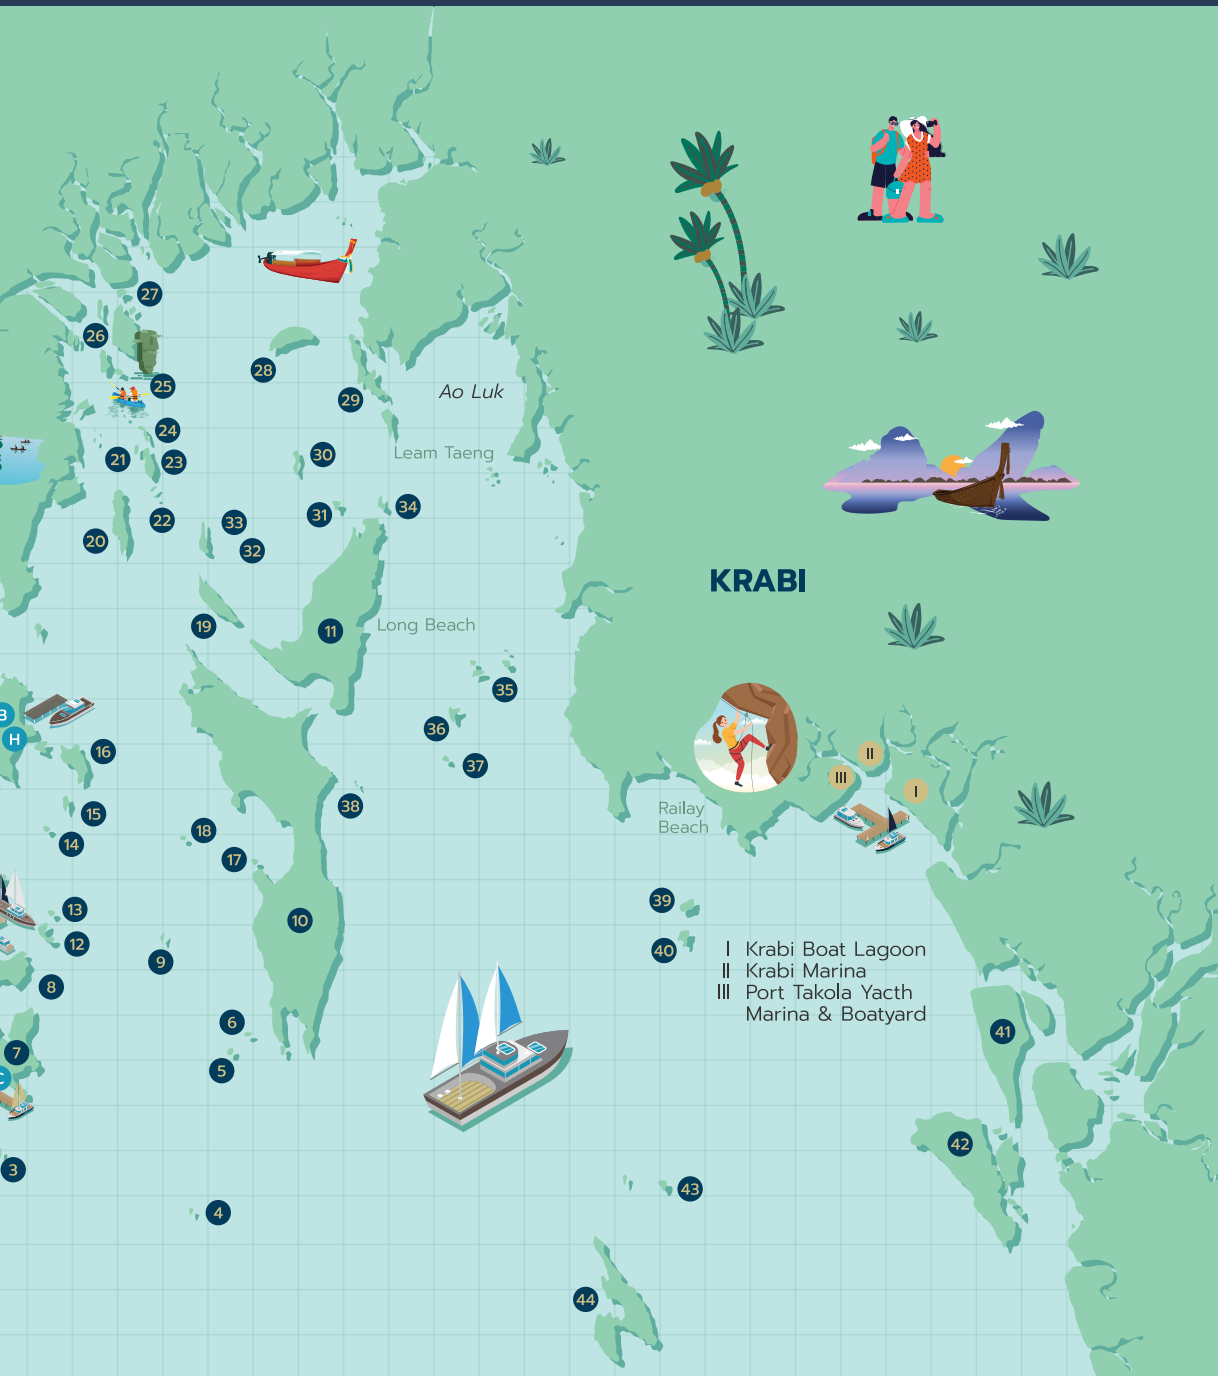 27
26
28
25
Ao Luk
29
24
Leam Taeng
30
21
23
34
31
22
33
20
32
Long Beach
19
11
KRABI
35
B
36
H
16
II
37
III
I
38
Railay
Beach
15
18
14
17
39
13
10
12
40
I Krabi Boat Lagoon
9
II Krabi Marina
8
III Port Takola Yacth
Marina & Boatyard
6
41
7
5
C
42
3
43
4
44